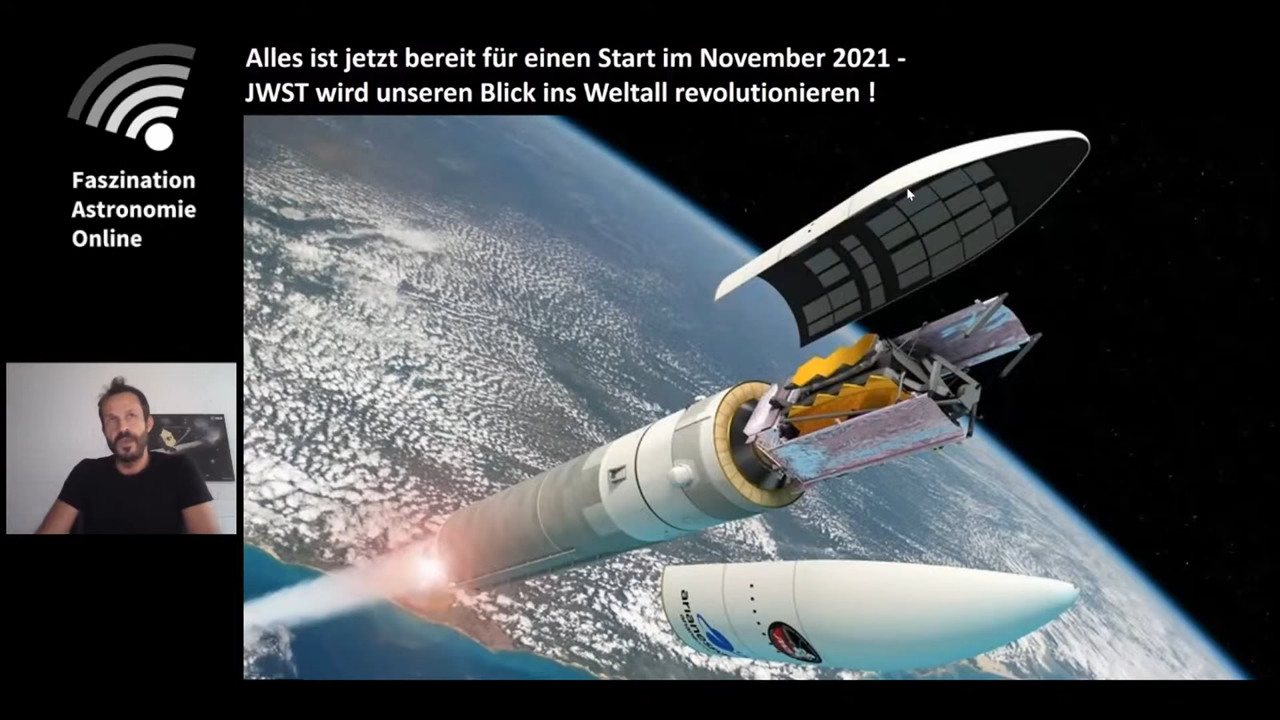 Alles ist jetzt bereit für einen Start im November 2021 -
JWST wird unseren Blick ins Weltall revolutionieren !
Faszination
Astronomie
Online